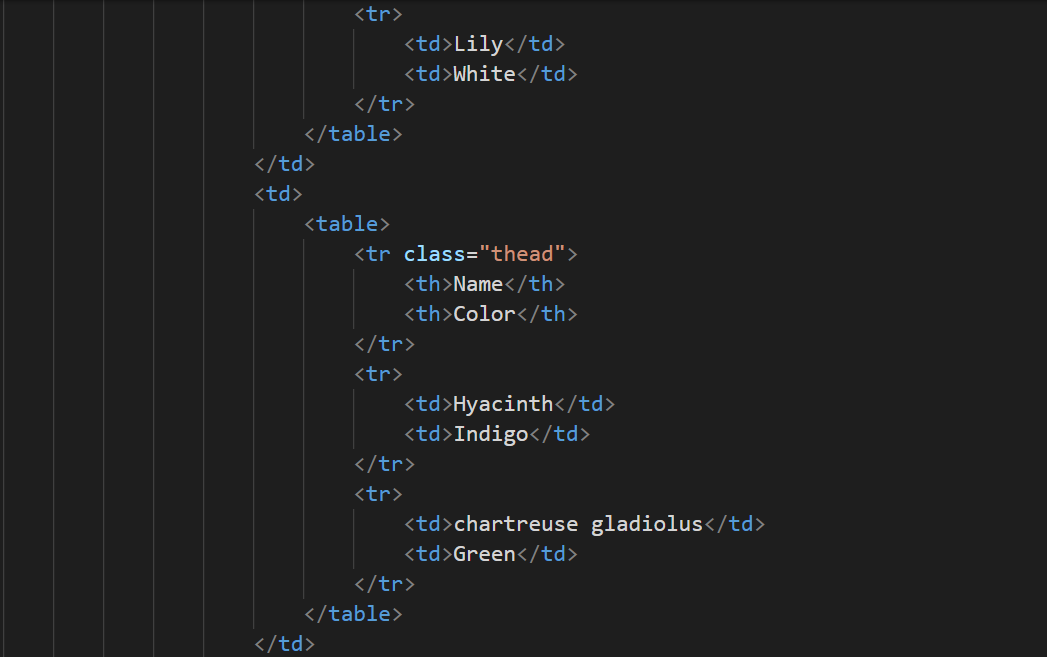 <tr>
<td>Lily</td>
<td>White</td>
</tr>
</table>
</td>
<td>
<table>
<tr class="thead">
<th>Name</th>
<th>Color</th>
</tr>
<tr>
<td>Hyacinth</td>
<td>Indigo</td>
</tr>
<tr>
<td>chartreuse gladiolus</td>
<td>Green</td>
</tr>
</table>
</td>